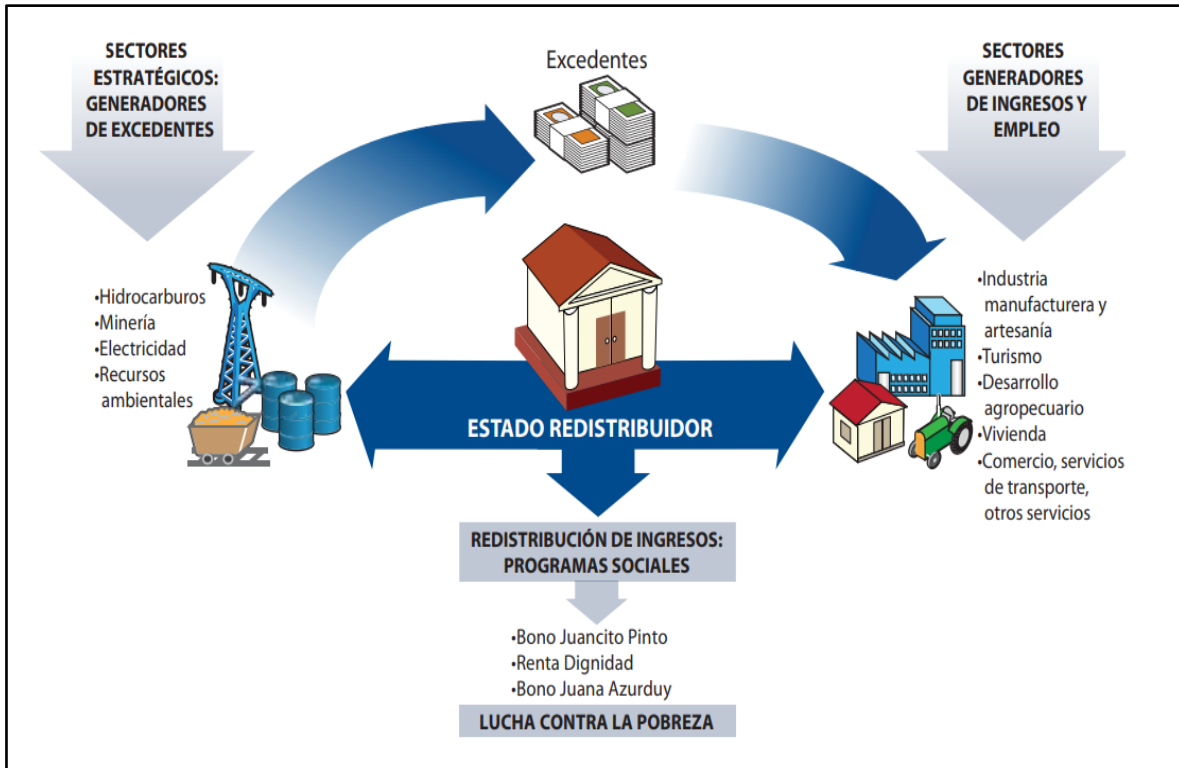 SECTORES
ESTRATÉGICOS:
GENERADORES
DE EXCEDENTES
Excedentes
SECTORES
GENERADORES
DE INGRESOS Y
EMPLEO
•Hidrocarburos
•Minería
•Electricidad
•Recursos
ambientales
•Industria
manufacturera y
artesanía
•Turismo
•Desarrollo
agropecuario
•Vivienda
•Comercio, servicios
de transporte,
otros servicios
ESTADO REDISTRIBUIDOR
REDISTRIBUCIÓN DE INGRESOS:
PROGRAMAS SOCIALES
•Bono Juancito Pinto
•Renta Dignidad
•Bono Juana Azurduy
LUCHA CONTRA LA POBREZA